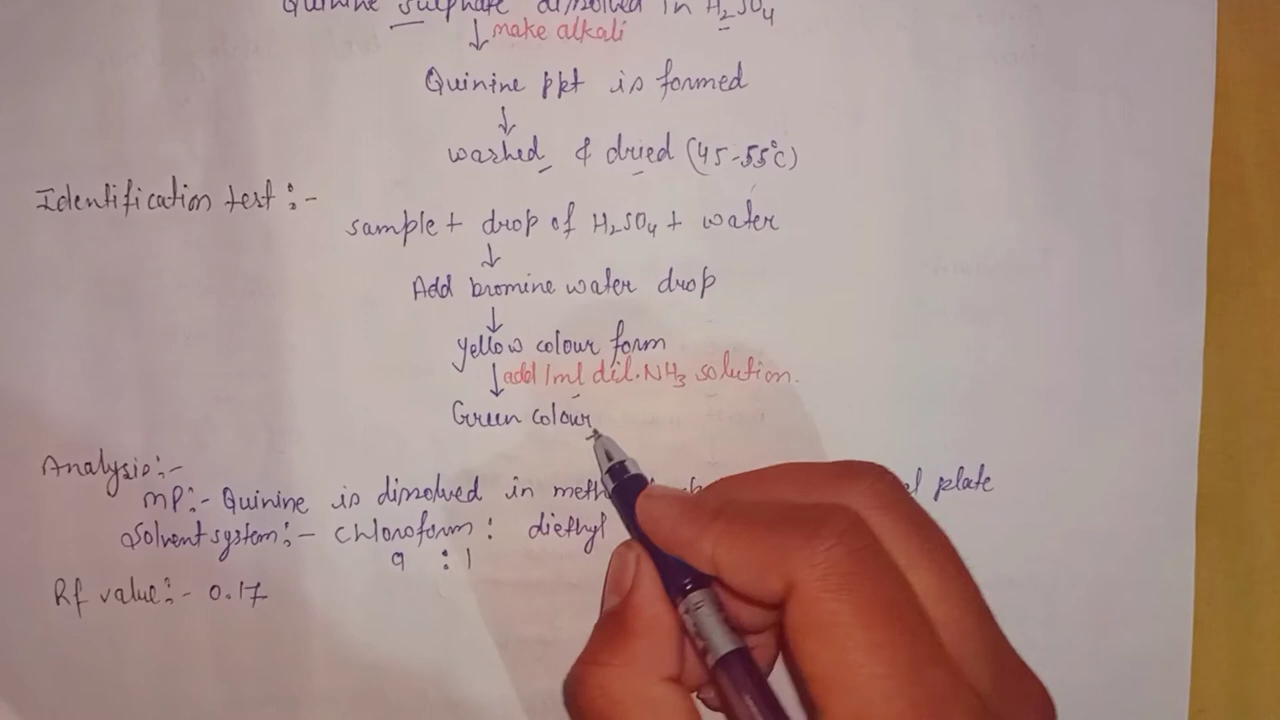 Quinine sulphate dissolved in H₂SO₄
↓ make alkali
Quinine ppt is formed
↓
washed & dried (45-55°C)
Identification test:-
sample + drop of H₂SO₄ + water
↓
Add bromine water drop
↓
yellow colour form
↓ add 1ml dil. NH₃ solution.
Green colour
Analysis:-
mp:- Quinine is dissolved in meth plate
Solvent system:- chloroform: diethyl
9 : 1
Rf value:- 0.17